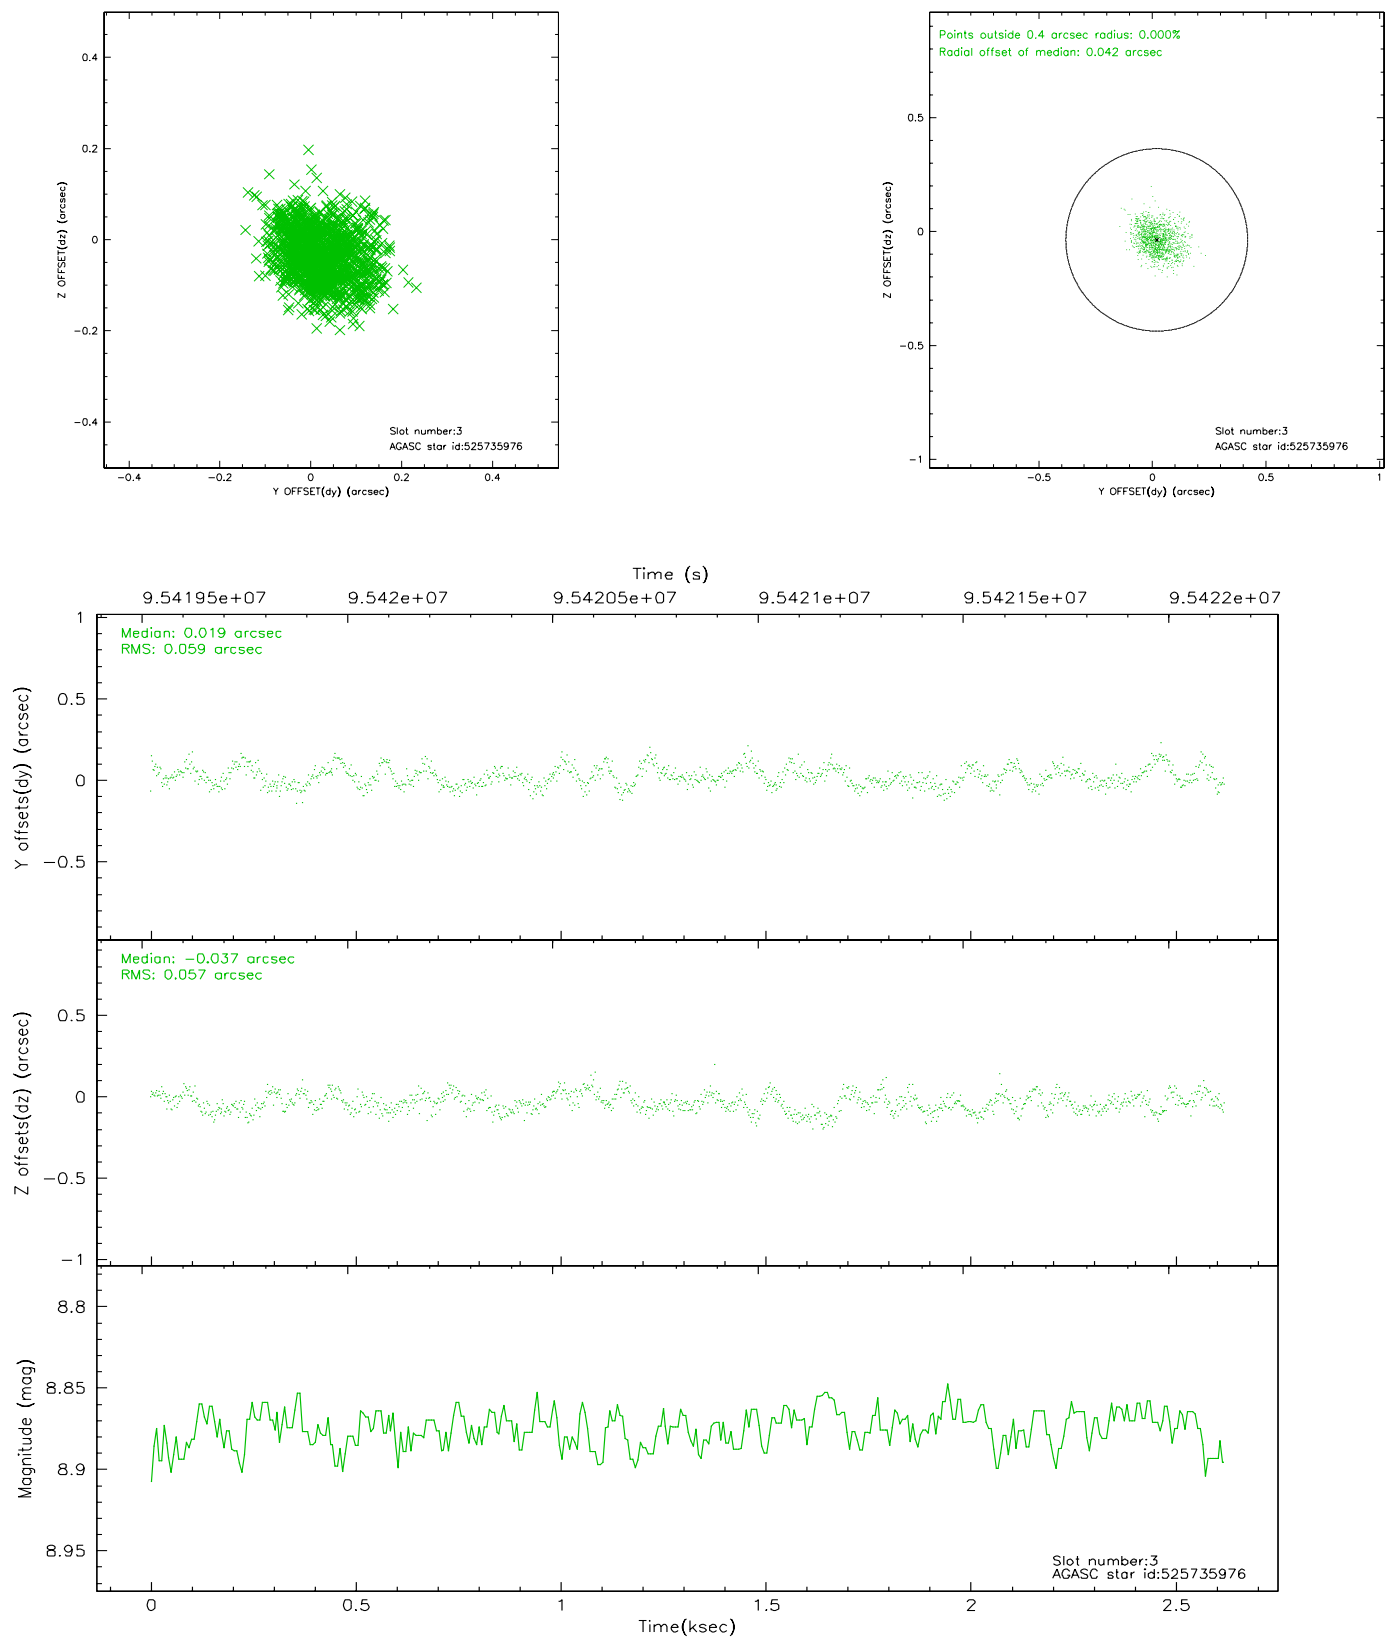 0.4
0.2
0
−0.2
−0.4
Z OFFSET(dz) (arcsec)
−0.4 −0.2 0 0.2 0.4
Y OFFSET(dy) (arcsec)
Slot number:3
AGASC star id:525735976
Points outside 0.4 arcsec radius: 0.000%
Radial offset of median: 0.042 arcsec
0.5
0
−0.5
−1
Z OFFSET(dz) (arcsec)
−0.5 0 0.5 1
Y OFFSET(dy) (arcsec)
Slot number:3
AGASC star id:525735976
Time (s)
9.54195e+07 9.542e+07 9.54205e+07 9.5421e+07 9.54215e+07 9.5422e+07
Median: 0.019 arcsec
RMS: 0.059 arcsec
1
0.5
0
−0.5
Y offsets(dy) (arcsec)
Median: −0.037 arcsec
RMS: 0.057 arcsec
0.5
0
−0.5
−1
Z offsets(dz) (arcsec)
8.8
8.85
8.9
8.95
Magnitude (mag)
Slot number:3
AGASC star id:525735976
0 0.5 1 1.5 2 2.5
Time(ksec)